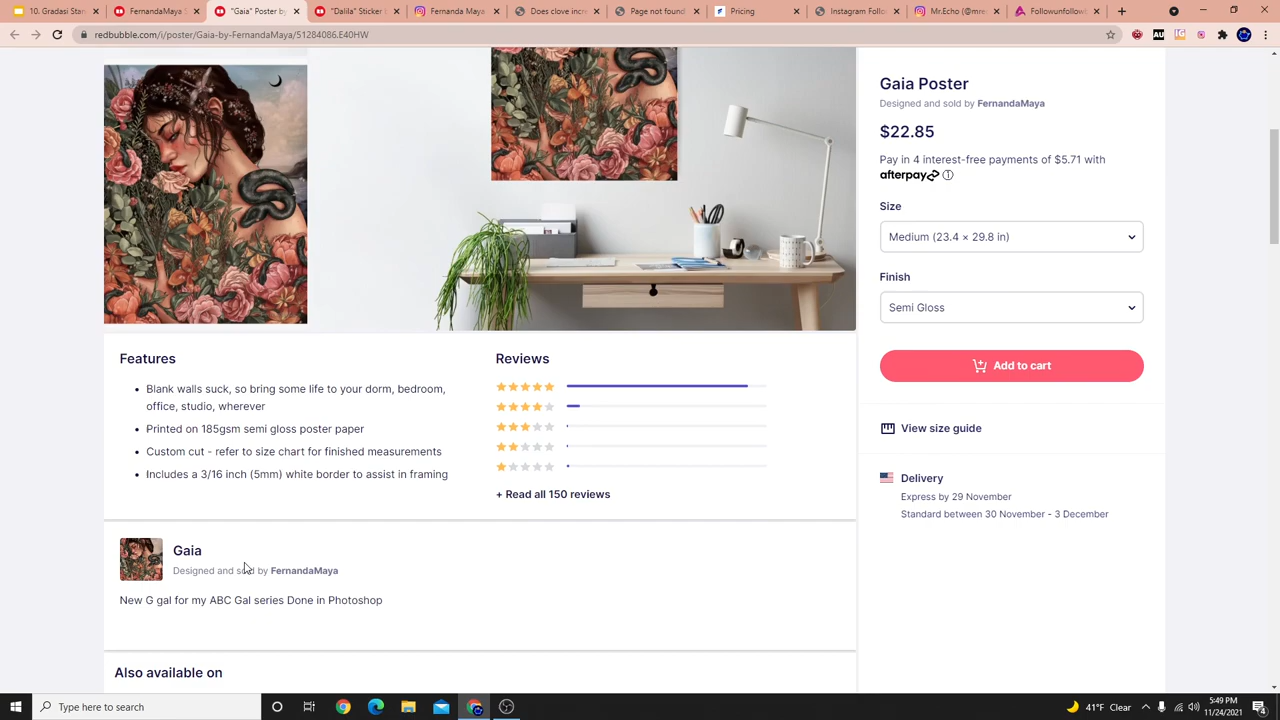 10. Gradasi Stan
"Gaia" Poster by
"Dalila" Sticker
Fernanda Maya
Does clove incr
Page not found
Pricing
Instagram Came
Mr.Echo (@mre
Followunfollow
redbubble.com/i/poster/Gaia-by-FernandaMaya/51284086.E40HW
Gaia Poster
Designed and sold by FernandaMaya
$22.85
Pay in 4 interest-free payments of $5.71 with
afterpay
Size
Medium (23.4 × 29.8 in)
Finish
Semi Gloss
Add to cart
View size guide
Delivery
Express by 29 November
Standard between 30 November - 3 December
Features
Blank walls suck, so bring some life to your dorm, bedroom,
office, studio, wherever
Printed on 185gsm semi gloss poster paper
Custom cut - refer to size chart for finished measurements
Includes a 3/16 inch (5mm) white border to assist in framing
Reviews
+ Read all 150 reviews
Gaia
Designed and sold by FernandaMaya
New G gal for my ABC Gal series Done in Photoshop
Also available on
Type here to search
41°F Clear
5:49 PM
11/24/2021